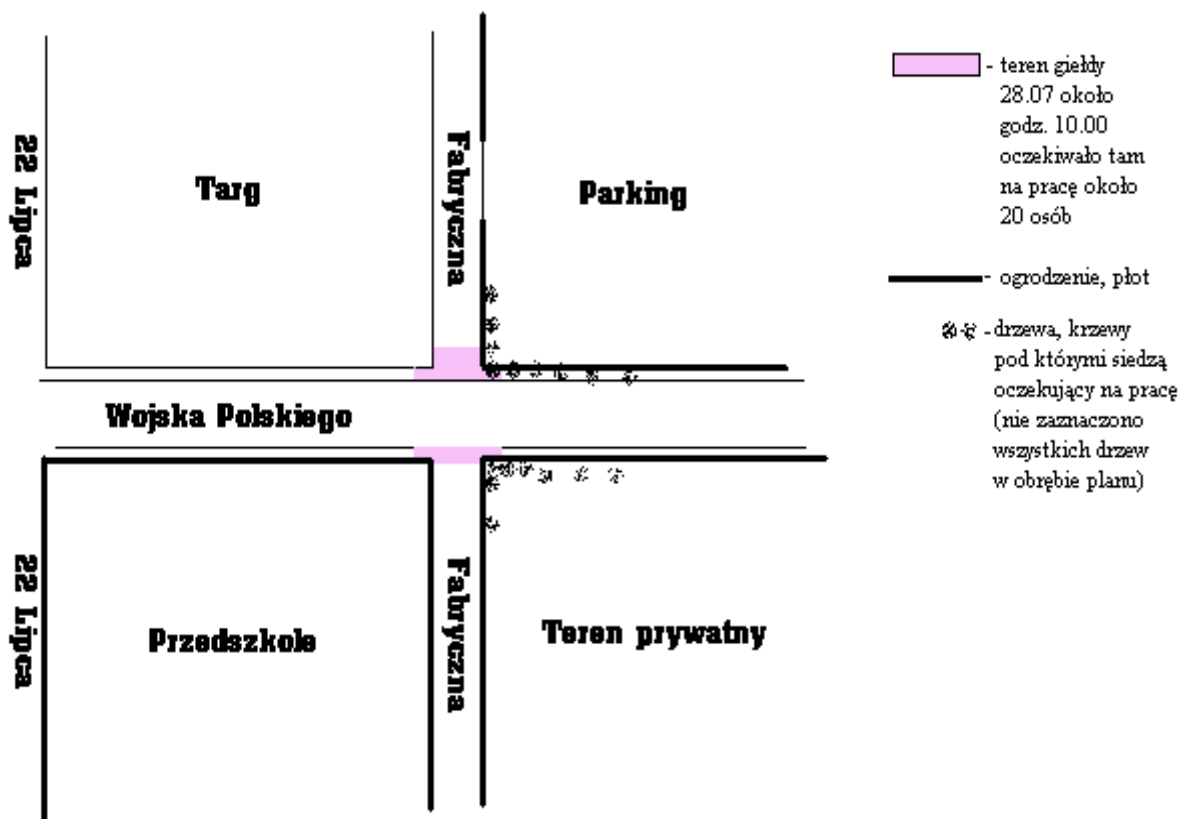 22 Lipca
Targ
Fabryczna
Parking
Wojska Polskiego
22 Lipca
Przedszkole
Fabryczna
Teren prywatny
- teren giełdy
28.07 około
godz. 10.00
oczekiwało tam
na pracę około
20 osób
- ogrodzenie, płot
- drzewa, krzewy
pod którymi siedzą
oczekujący na pracę
(nie zaznaczono
wszystkich drzew
w obrębie planu)